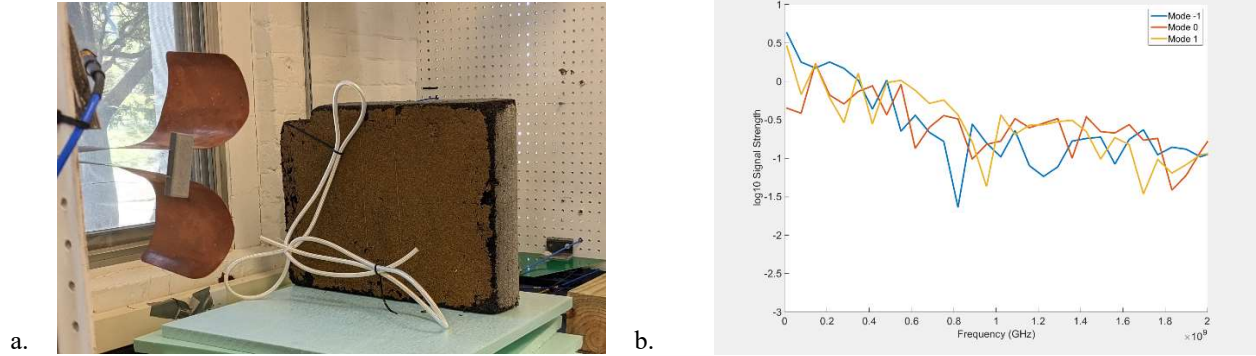 a.
b.
1
0.5
0
-0.5
-1
-1.5
-2
-2.5
-3
log10 Signal Strength
Mode -1
Mode 0
Mode 1
0 0.2 0.4 0.6 0.8 1 1.2 1.4 1.6 1.8 2
Frequency (GHz)
×10^9